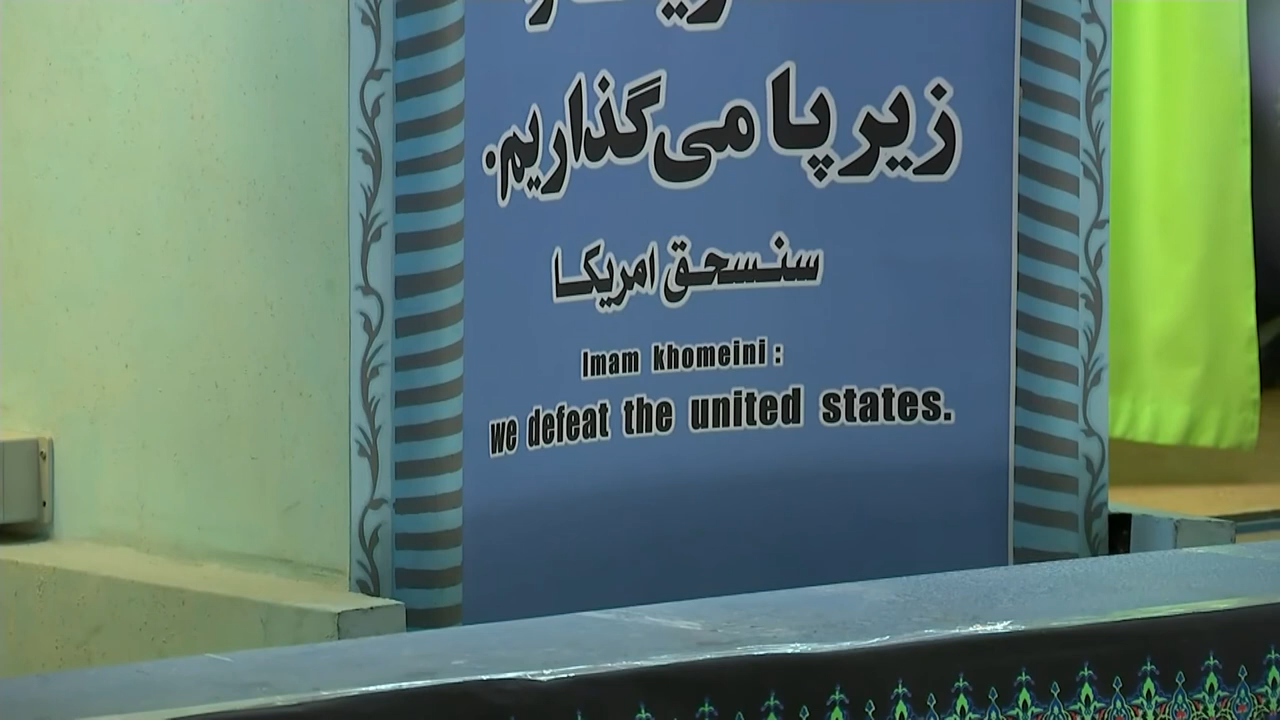 زیر پا می‌گذاریم.
سنسحق امریکا
Imam khomeini :
we defeat the united states.